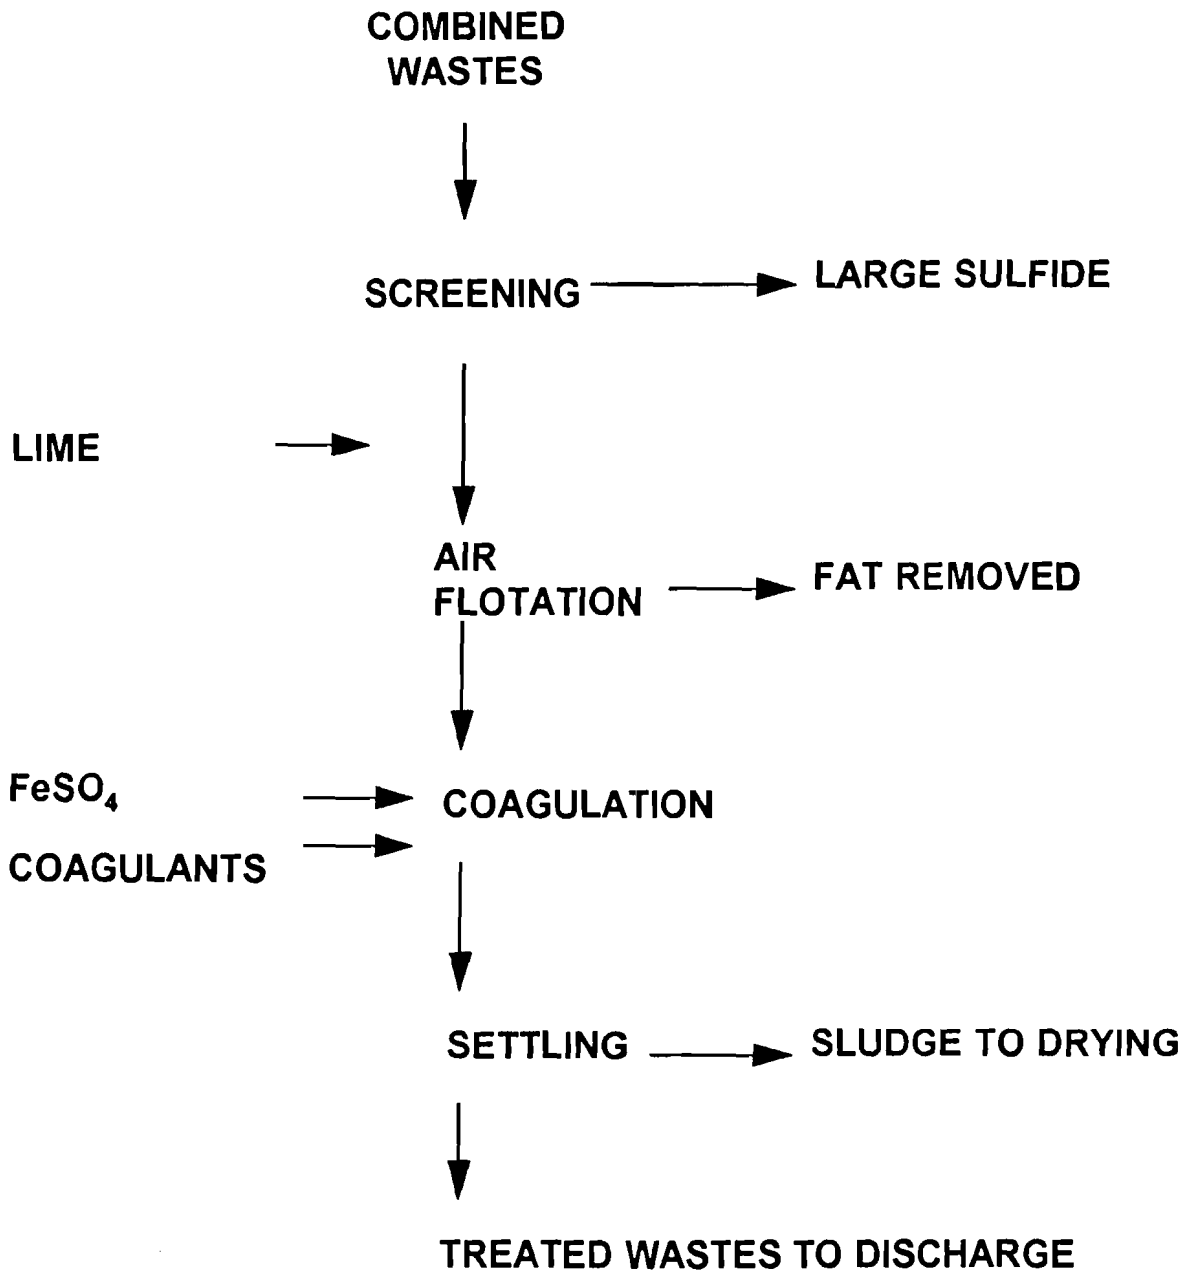 COMBINED
WASTES
SCREENING
LARGE SULFIDE
LIME
AIR
FLOTATION
FAT REMOVED
FeSO₄
COAGULATION
COAGULANTS
SETTLING
SLUDGE TO DRYING
TREATED WASTES TO DISCHARGE